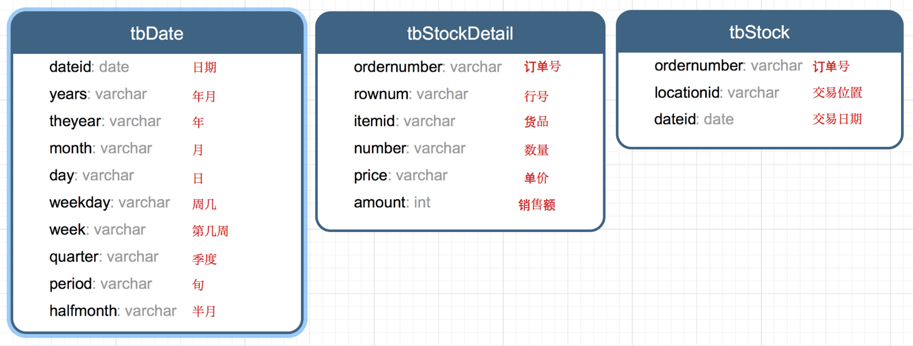 tbDate
dateid: date 日期
years: varchar 年月
theyear: varchar 年
month: varchar 月
day: varchar 日
weekday: varchar 周几
week: varchar 第几周
quarter: varchar 季度
period: varchar 旬
halfmonth: varchar 半月
tbStockDetail
ordernumber: varchar 订单号
rownum: varchar 行号
itemid: varchar 货品
number: varchar 数量
price: varchar 单价
amount: int 销售额
tbStock
ordernumber: varchar 订单号
locationid: varchar 交易位置
dateid: date 交易日期